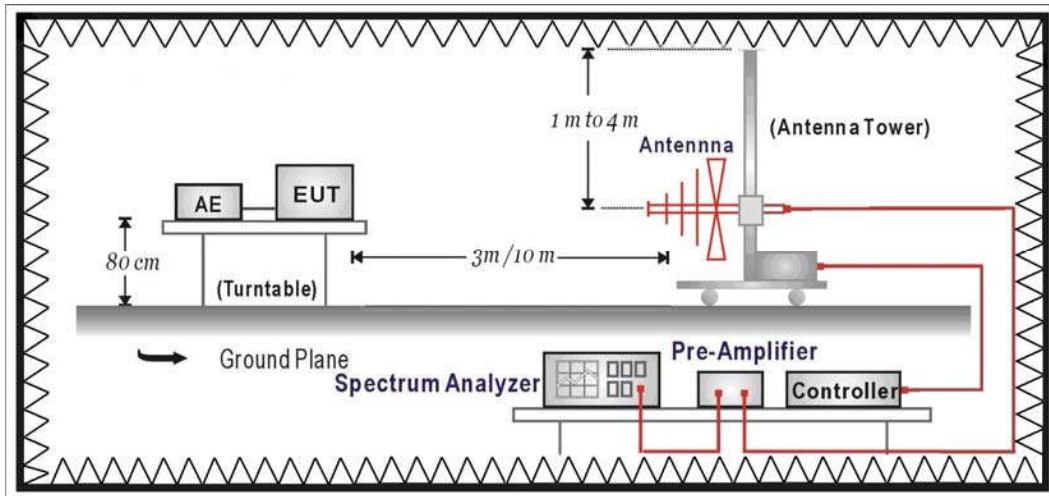 1 m to 4 m
(Antenna Tower)
Antennna
AE
EUT
80 cm
3m /10 m
(Turntable)
Ground Plane
Pre-Amplifier
Spectrum Analyzer
Controller